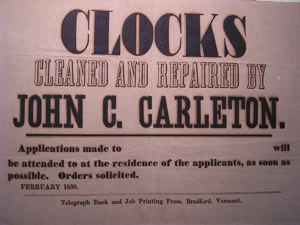 CLOCKS
CLEANED AND REPAIRED BY
JOHN C. CARLETON.
Applications made to will
be attended to at the residence of the applicants, as soon as
possible. Orders solicited.
FEBRUARY 1859.
Telegraph Book and Job Printing Press, Bradford, Vermont.